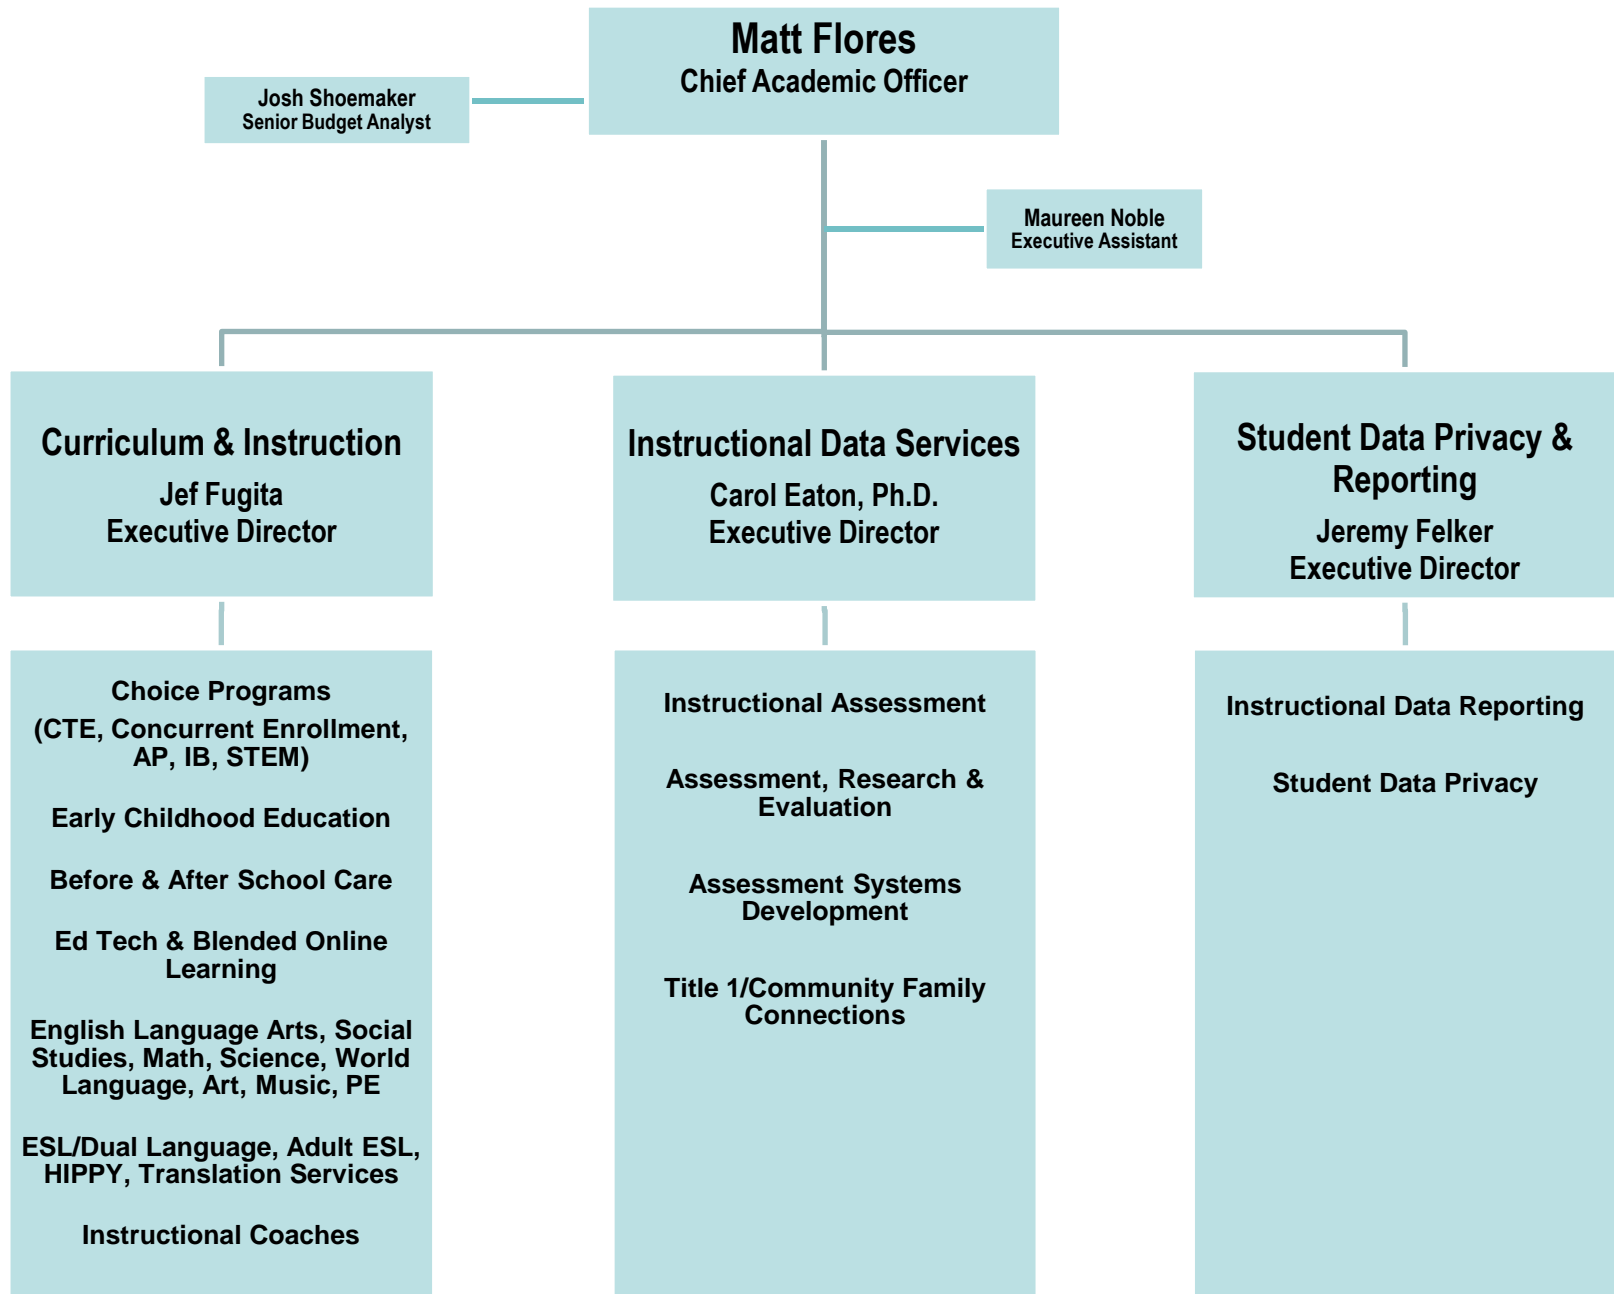 Matt Flores
Chief Academic Officer
Josh Shoemaker
Senior Budget Analyst
Maureen Noble
Executive Assistant
Curriculum & Instruction
Jef Fugita
Executive Director
Instructional Data Services
Carol Eaton, Ph.D.
Executive Director
Student Data Privacy &
Reporting
Jeremy Felker
Executive Director
Choice Programs
(CTE, Concurrent Enrollment,
AP, IB, STEM)
Early Childhood Education
Before & After School Care
Ed Tech & Blended Online
Learning
English Language Arts, Social
Studies, Math, Science, World
Language, Art, Music, PE
ESL/Dual Language, Adult ESL,
HIPPY, Translation Services
Instructional Coaches
Instructional Assessment
Assessment, Research &
Evaluation
Assessment Systems
Development
Title 1/Community Family
Connections
Instructional Data Reporting
Student Data Privacy